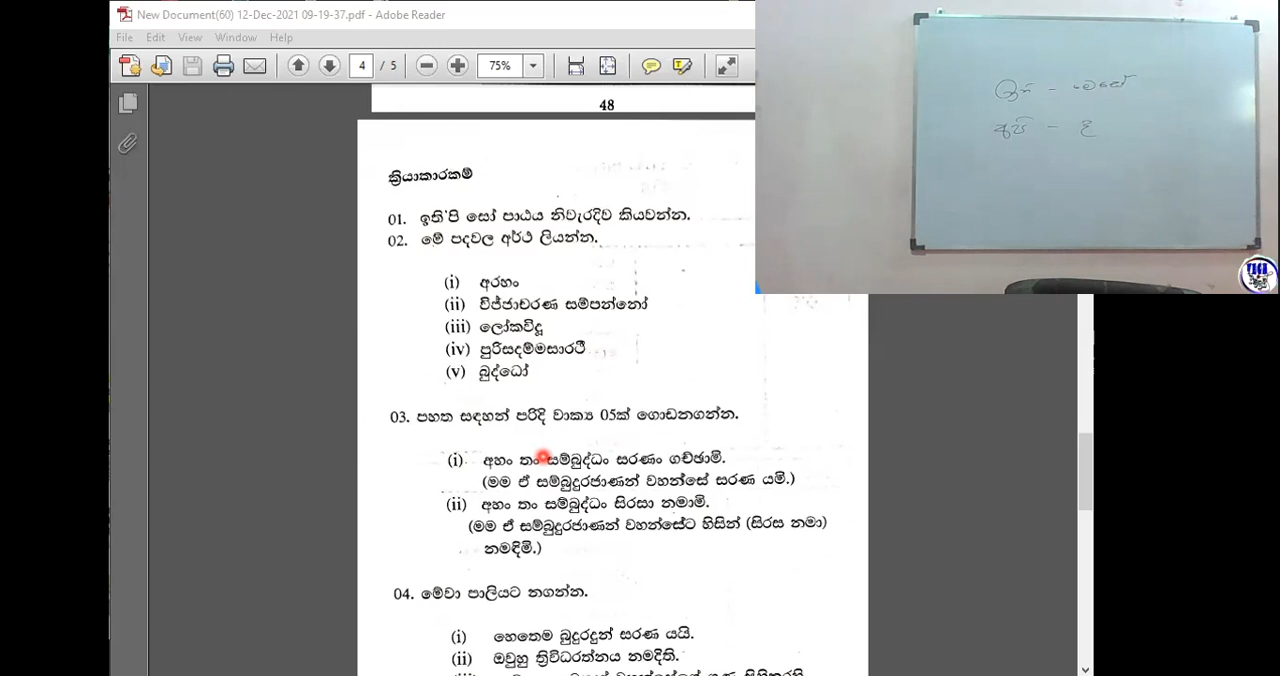 New Document(60) 12-Dec-2021 09-19-37.pdf - Adobe Reader
File Edit View Window Help
4 / 5 75%
48
ක්‍රියාකාරකම්
01. ඉති'පි සෝ පාඨය නිවැරදිව කියවන්න.
02. මේ පදවල අර්ථ ලියන්න.
(i) අරහං
(ii) විජ්ජාචරණ සම්පන්නෝ
(iii) ලෝකවිදූ
(iv) පුරිසදම්මසාරථී
(v) බුද්ධෝ
03. පහත සඳහන් පරිදි වාක්‍ය 05ක් ගොඩනගන්න.
(i) අහං තං සම්බුද්ධං සරණං ගච්ඡාමි.
(මම ඒ සම්බුදුරජාණන් වහන්සේ සරණ යමි.)
(ii) අහං තං සම්බුද්ධං සිරසා නමාමි.
(මම ඒ සම්බුදුරජාණන් වහන්සේට හිසින් (සිරස නමා)
නමඳිමි.)
04. මේවා පාලියට නගන්න.
(i) හෙතෙම බුදුරදුන් සරණ යයි.
(ii) ඔවුහු ත්‍රිවිධරත්නය නමදිති.
ඉති - මෙසේ
අපි - ද